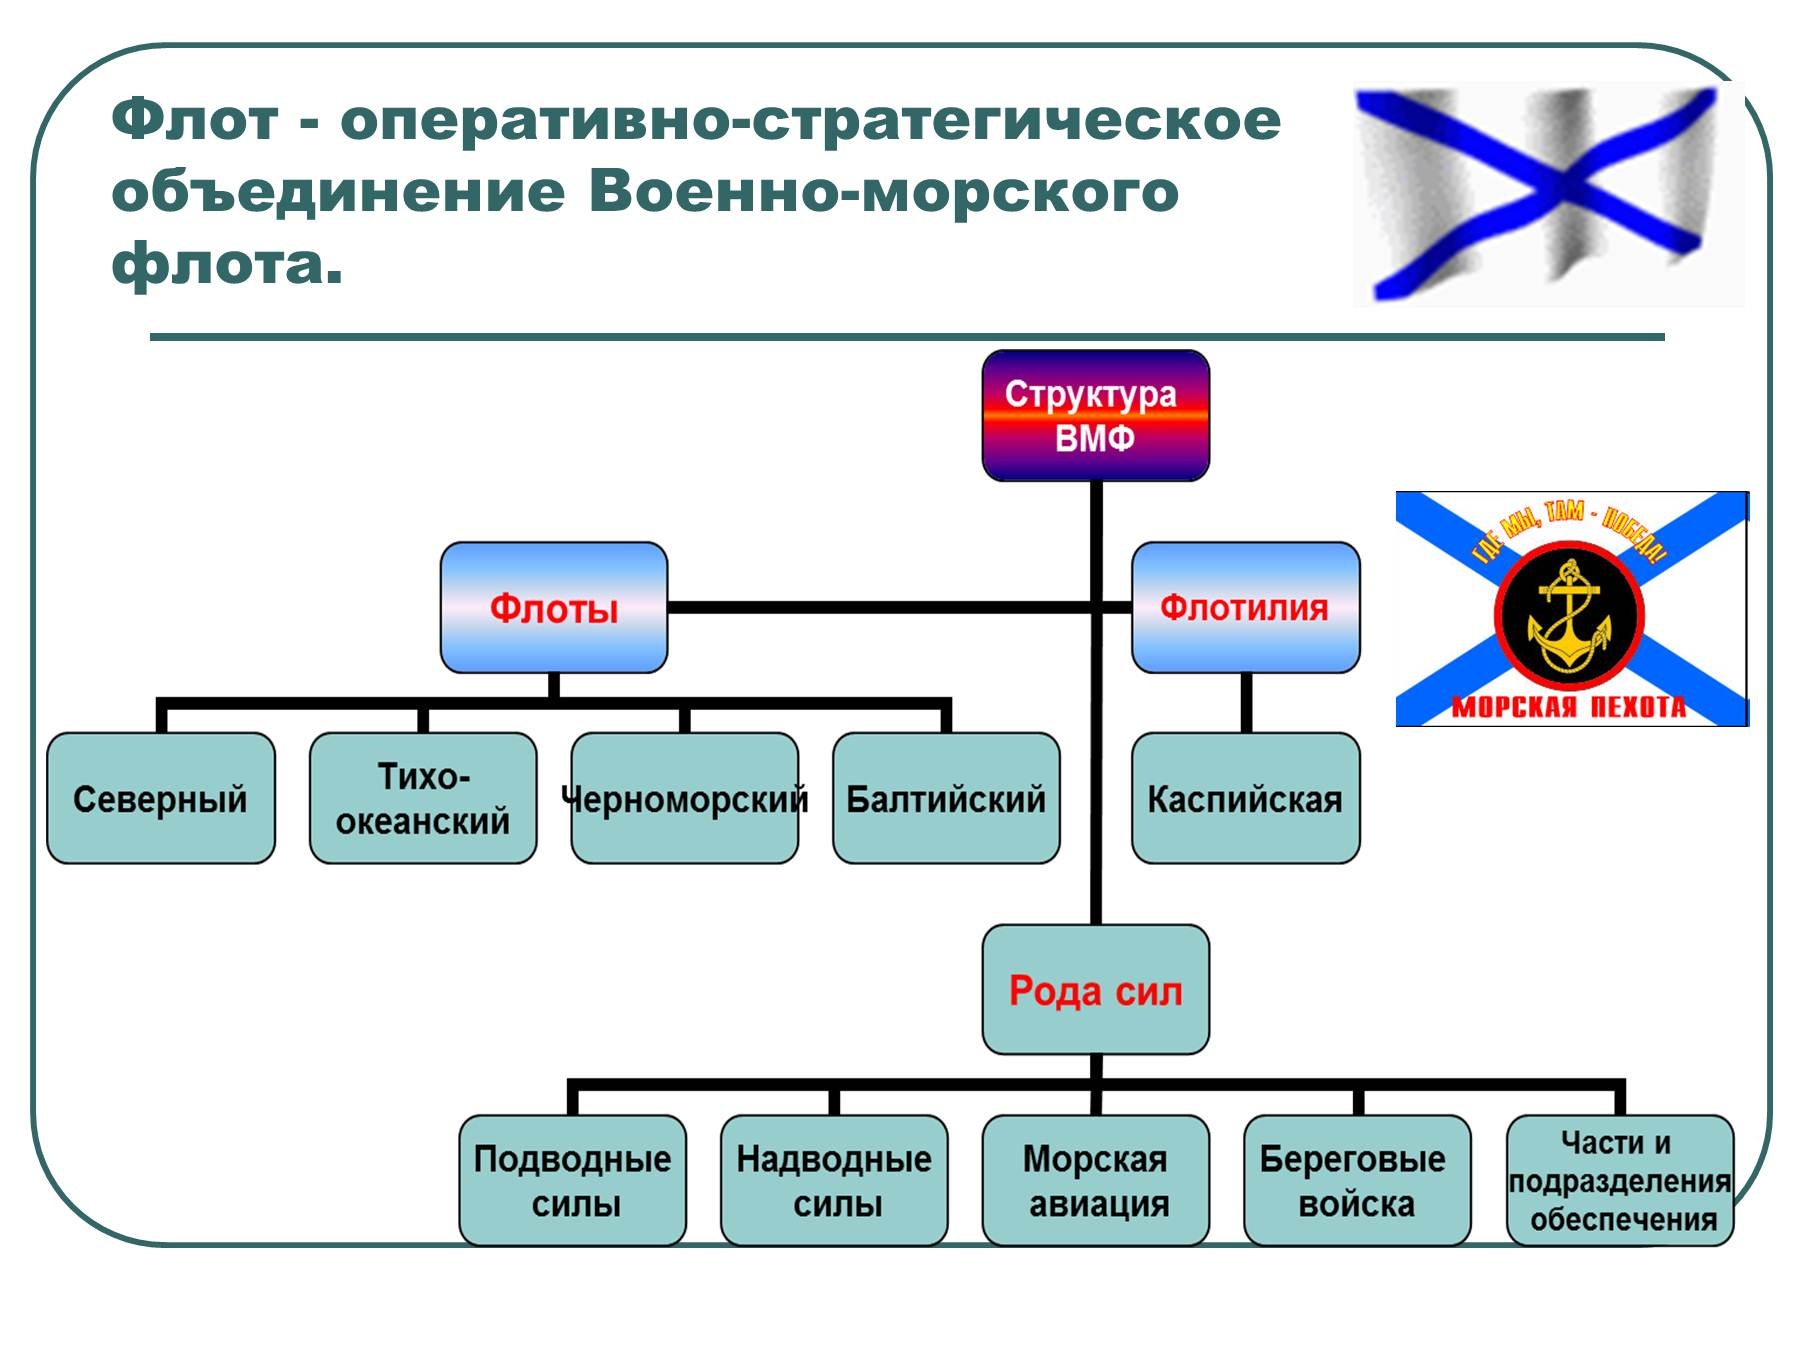 Флот - оперативно-стратегическое
объединение Военно-морского
флота.
Структура
ВМФ
ГДЕ МЫ, ТАМ - ПОБЕДА!
МОРСКАЯ ПЕХОТА
Флоты
Флотилия
Северный
Тихо-
океанский
Черноморский
Балтийский
Каспийская
Рода сил
Подводные
силы
Надводные
силы
Морская
авиация
Береговые
войска
Части и
подразделения
обеспечения